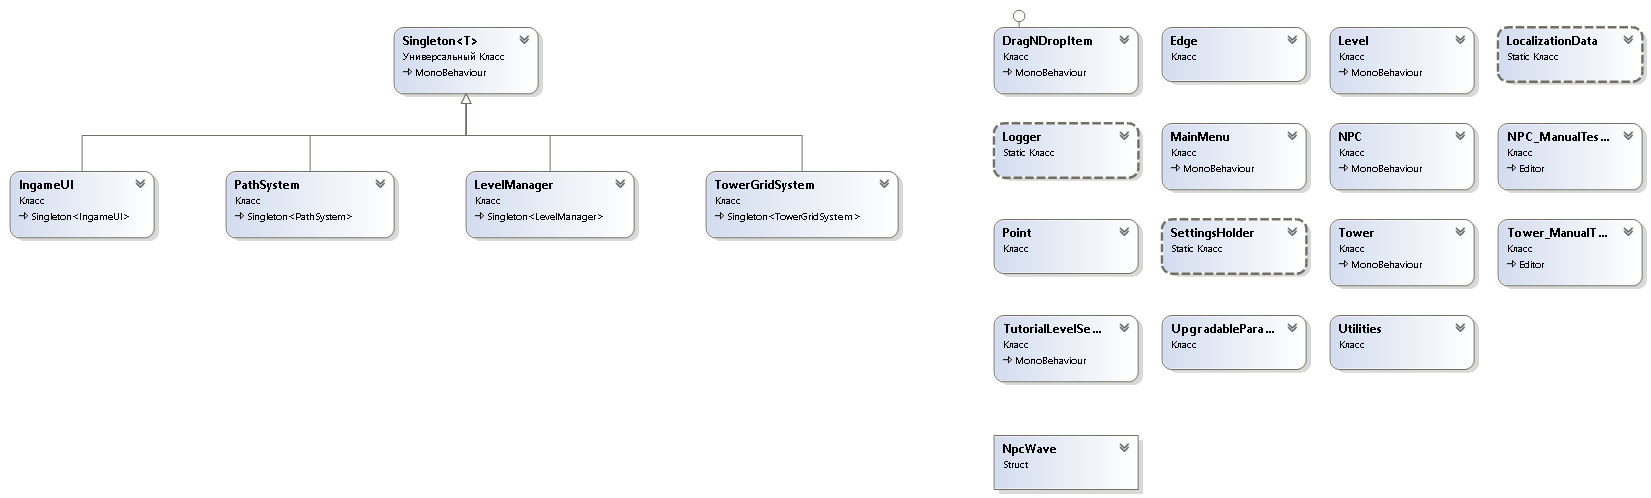 Singleton<T>
Универсальный Класс
MonoBehaviour
IngameUI
Класс
Singleton<IngameUI>
PathSystem
Класс
Singleton<PathSystem>
LevelManager
Класс
Singleton<LevelManager>
TowerGridSystem
Класс
Singleton<TowerGridSystem>
DragNDropItem
Класс
MonoBehaviour
Edge
Класс
Level
Класс
MonoBehaviour
LocalizationData
Static Класс
Logger
Static Класс
MainMenu
Класс
MonoBehaviour
NPC
Класс
MonoBehaviour
NPC_ManualTes...
Класс
Editor
Point
Класс
SettingsHolder
Static Класс
Tower
Класс
MonoBehaviour
Tower_ManualT...
Класс
Editor
TutorialLevelSe...
Класс
MonoBehaviour
UpgradablePara...
Класс
Utilities
Класс
NpcWave
Struct